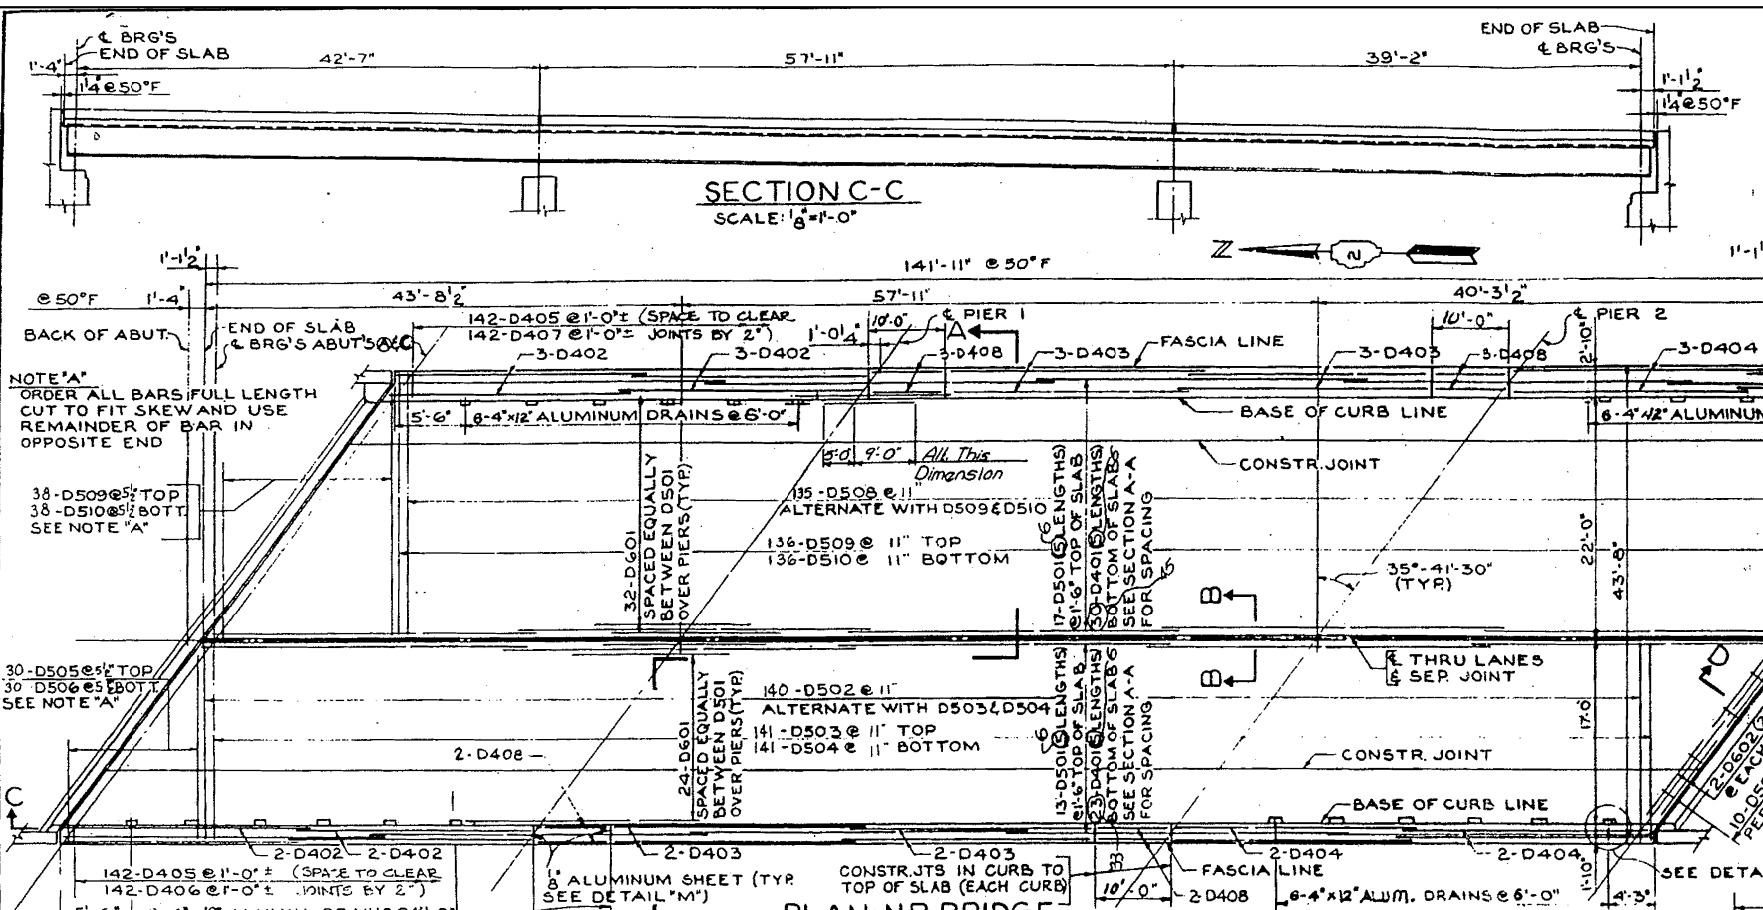 ℄ BRG'S
END OF SLAB
1'-4"
1¼ @ 50°F
42'-7"
57'-11"
39'-2"
END OF SLAB
℄ BRG'S
1'-1½"
1¼" @ 50°F
SECTION C-C
SCALE: ⅛"=1'-0"
1'-1½"
141'-11" @ 50°F
N
2
@ 50°F
1'-4"
43'-8½"
57'-11"
40'-3½"
BACK OF ABUT.
END OF SLAB
℄ BRG'S ABUT'S
142-D405 @ 1'-0"± (SPACE TO CLEAR
142-D407 @ 1'-0"± JOINTS BY 2")
1'-0¼"
10'-0"
℄ PIER 1
A
10'-0"
℄ PIER 2
2'-10"
3-D402
3-D402
3-D408
3-D403
FASCIA LINE
3-D403
3-D408
3-D404
NOTE "A"
ORDER ALL BARS FULL LENGTH
CUT TO FIT SKEW AND USE
REMAINDER OF BAR IN
OPPOSITE END
5'-6"
6-4"x12" ALUMINUM DRAINS @ 6'-0"
BASE OF CURB LINE
6-4"x12" ALUMINUM
5'-0"
9'-0"
All This
Dimension
CONSTR. JOINT
38-D509 @ 5½" TOP
38-D510 @ 5½" BOTT.
SEE NOTE "A"
32-D601
SPACED EQUALLY
BETWEEN D501
OVER PIERS (TYP.)
135-D508 @ 11"
ALTERNATE WITH D509 & D510
136-D509 @ 11" TOP
136-D510 @ 11" BOTTOM
17-D501 (5 LENGTHS)
6
@ 1'-6" TOP OF SLAB
30-D401 (5 LENGTHS)
6
BOTTOM OF SLAB
45
SEE SECTION A-A
FOR SPACING
35°-41'-30"
(TYP.)
22'-0"
43'-8"
B
B
30-D505 @ 5½" TOP
30-D506 @ 5½" BOTT.
SEE NOTE "A"
℄ THRU LANES
& SEP. JOINT
D
24-D601
SPACED EQUALLY
BETWEEN D501
OVER PIERS (TYP.)
140-D502 @ 11"
ALTERNATE WITH D503 & D504
141-D503 @ 11" TOP
141-D504 @ 11" BOTTOM
13-D501 (5 LENGTHS)
6
@ 1'-6" TOP OF SLAB
23-D401 (5 LENGTHS)
6
BOTTOM OF SLAB
33
SEE SECTION A-A
FOR SPACING
17'-0"
2-D408
CONSTR. JOINT
2-D602
@ EACH
C
BASE OF CURB LINE
2-D402
2-D402
2-D403
2-D403
2-D404
2-D404
142-D405 @ 1'-0"± (SPACE TO CLEAR
142-D406 @ 1'-0"± JOINTS BY 2")
⅛" ALUMINUM SHEET (TYP.
SEE DETAIL "M")
CONSTR. JTS IN CURB TO
TOP OF SLAB (EACH CURB)
FASCIA LINE
10'-0"
2-D408
6-4"x12" ALUM. DRAINS @ 6'-0"
1'-10"
4'-3"
SEE DETA
PLAN N.B. BRIDGE